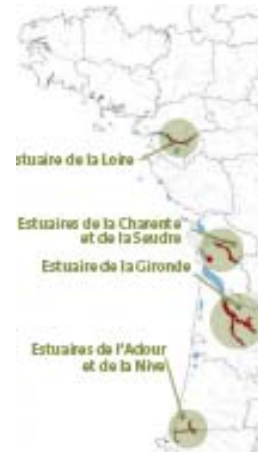 stuaire de la Loire
Estuaires de la Charente
et de la Seudre
Estuaire de la Gironde
Estuaires de l'Adour
et de la Nive